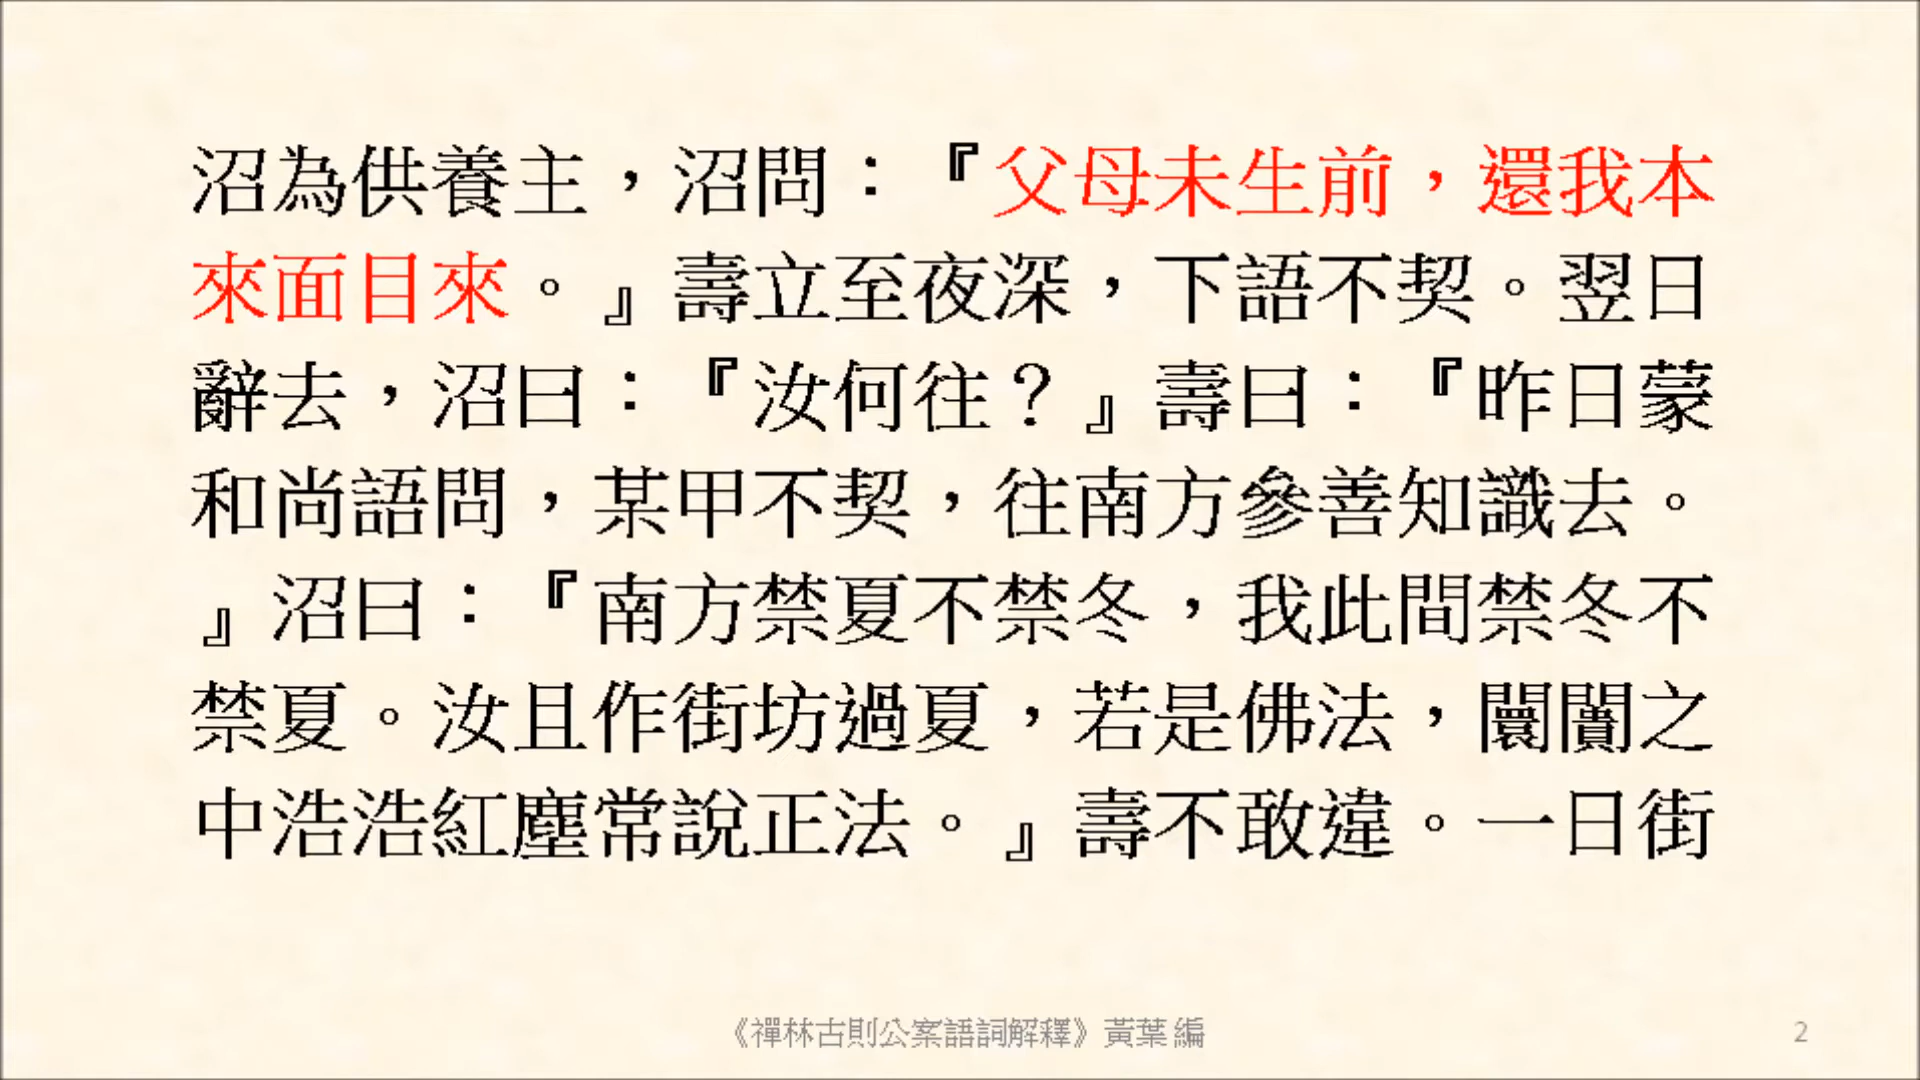 沼為供養主，沼問：『父母未生前，還我本
來面目來。』壽立至夜深，下語不契。翌日
辭去，沼曰：『汝何往？』壽曰：『昨日蒙
和尚語問，某甲不契，往南方參善知識去。
』沼曰：『南方禁夏不禁冬，我此間禁冬不
禁夏。汝且作街坊過夏，若是佛法，闤闠之
中浩浩紅塵常說正法。』壽不敢違。一日街
《禪林古則公案語詞解釋》黃葉 編
2